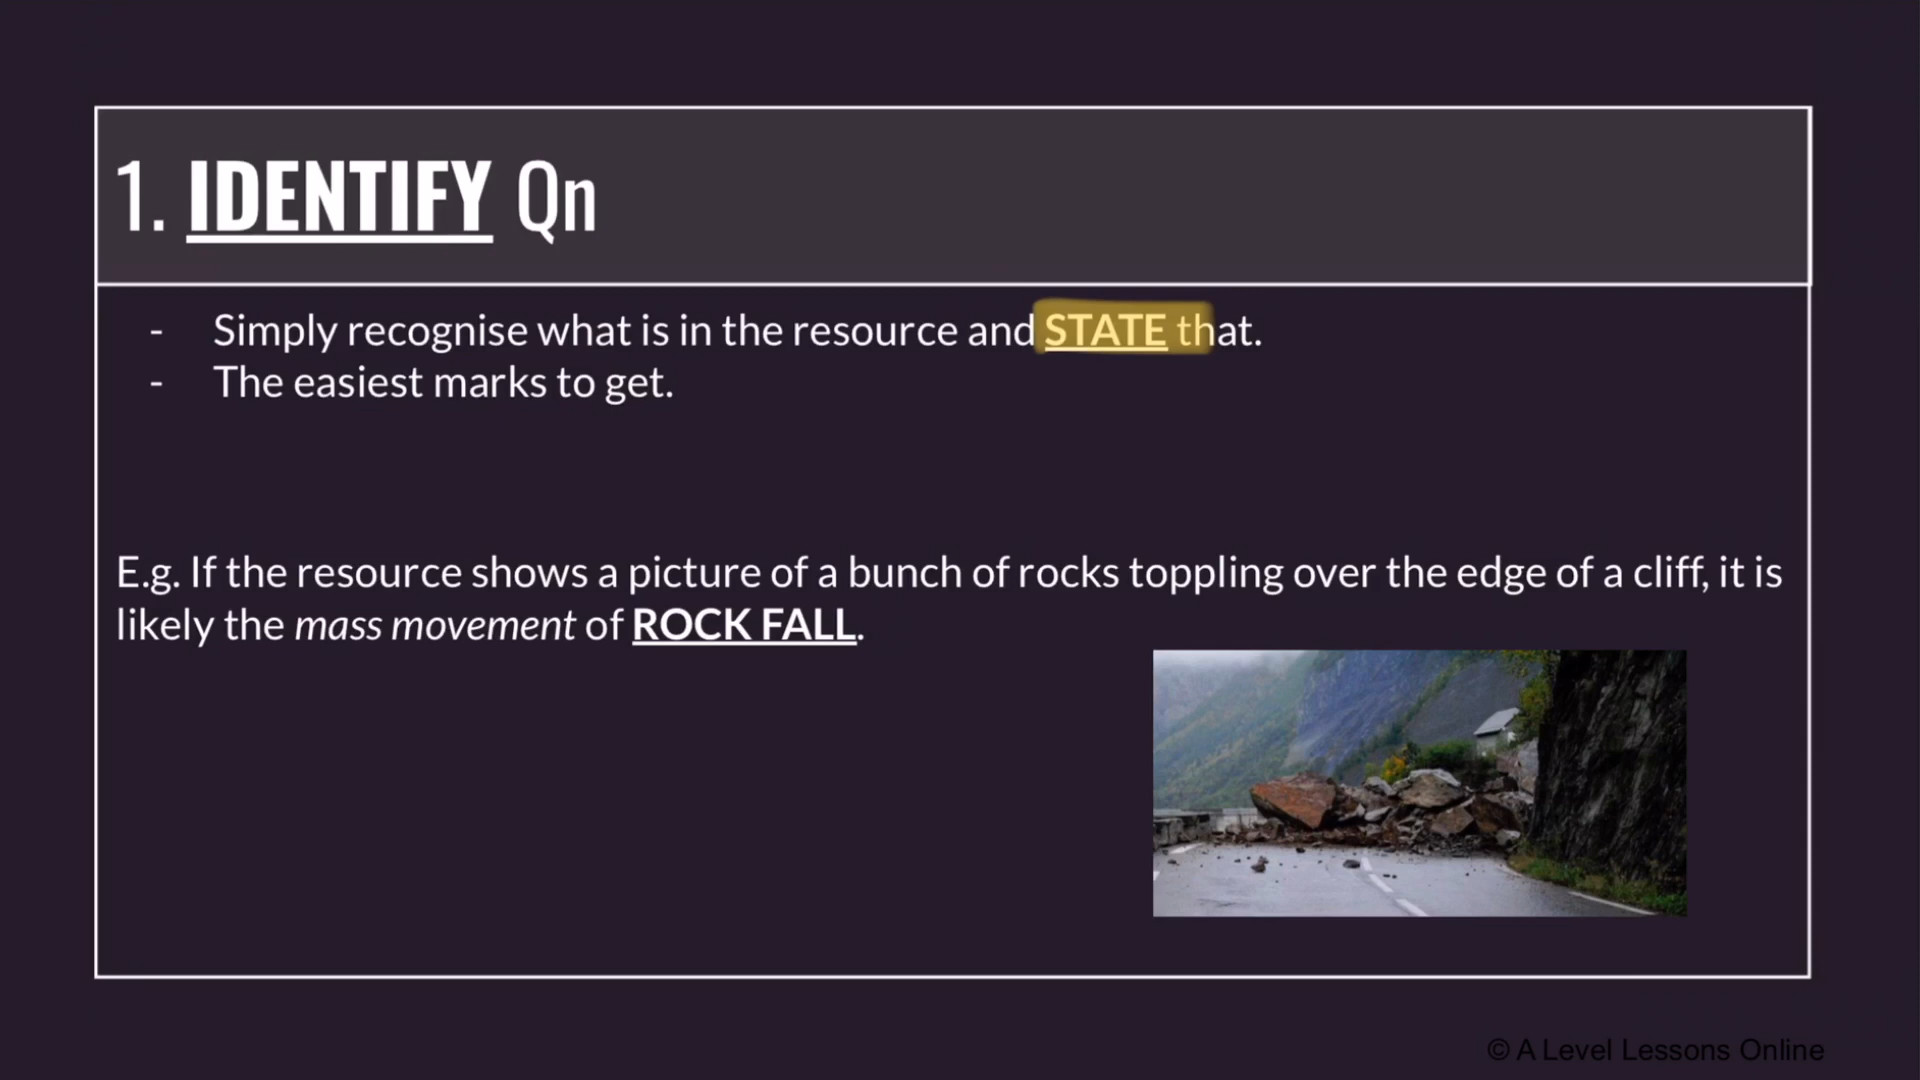 1. IDENTIFY Qn
- Simply recognise what is in the resource and STATE that.
- The easiest marks to get.
E.g. If the resource shows a picture of a bunch of rocks toppling over the edge of a cliff, it is
likely the mass movement of ROCK FALL.
© A Level Lessons Online